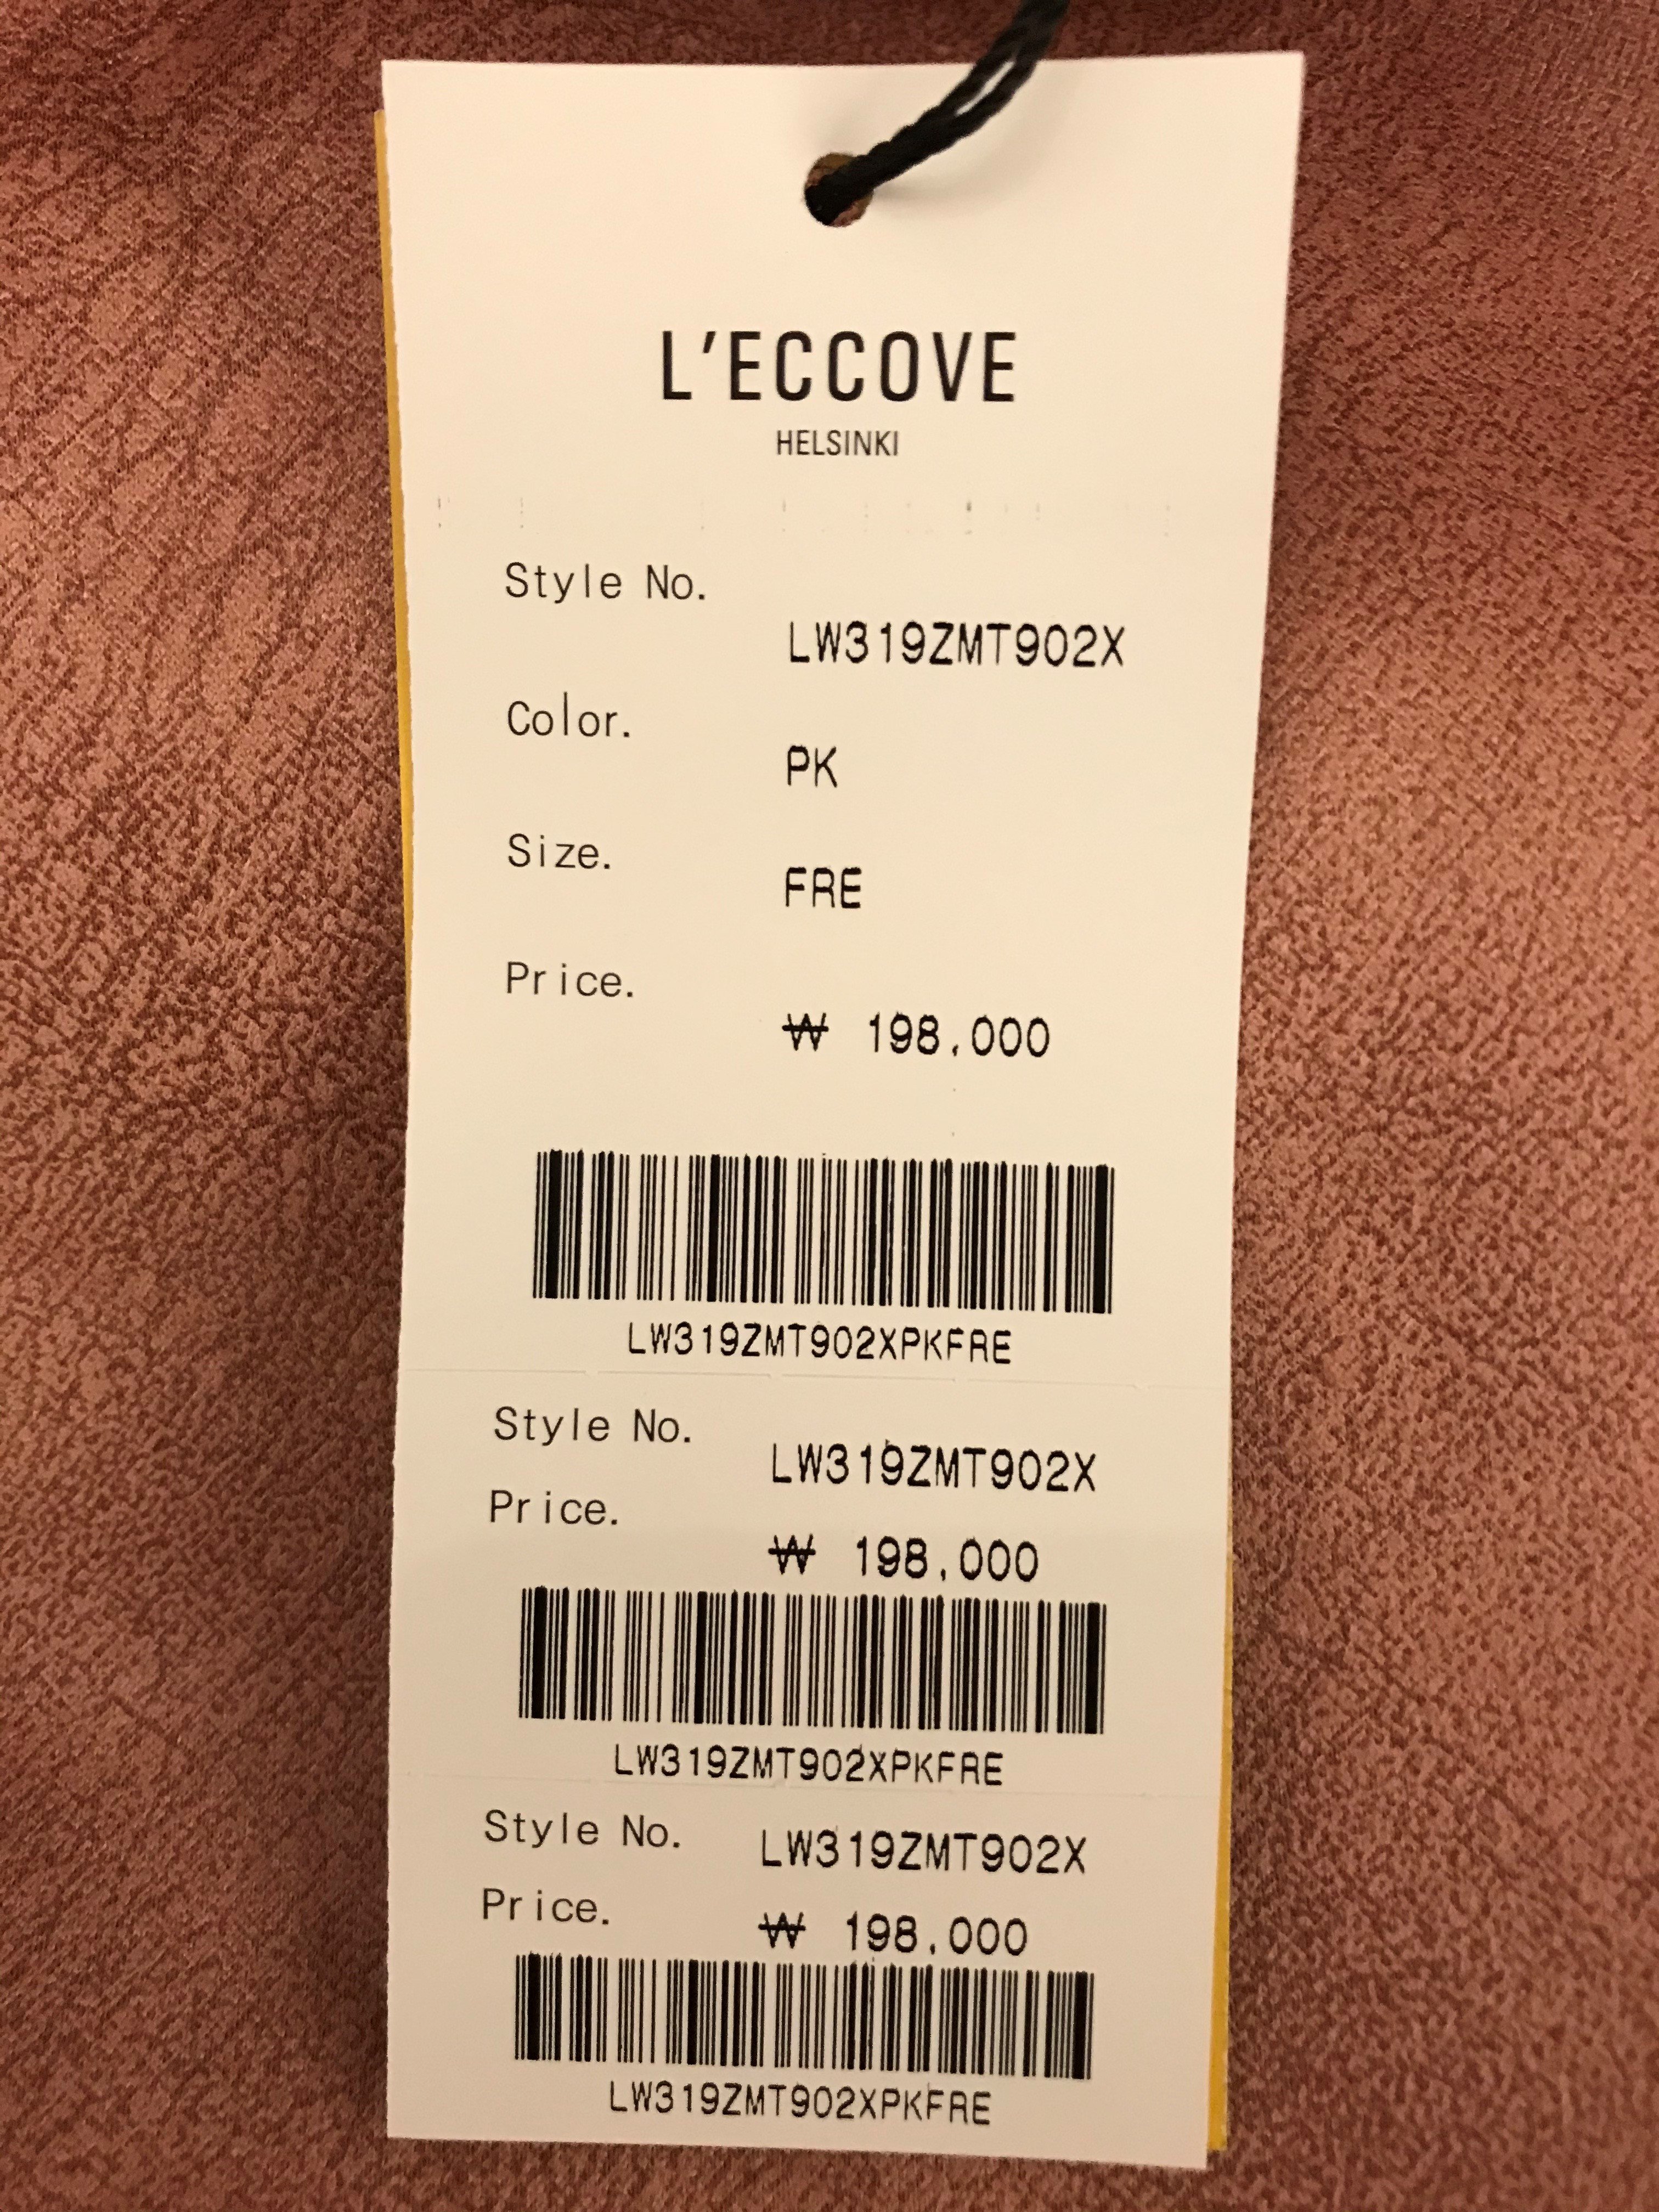 L'ECCOVE
HELSINKI
Style No.
LW319ZMT902X
Color.
PK
Size.
FRE
Price.
₩ 198,000
LW319ZMT902XPKFRE
Style No.
LW319ZMT902X
Price.
₩ 198,000
LW319ZMT902XPKFRE
Style No. LW319ZMT902X
Price. ₩ 198,000
LW319ZMT902XPKFRE